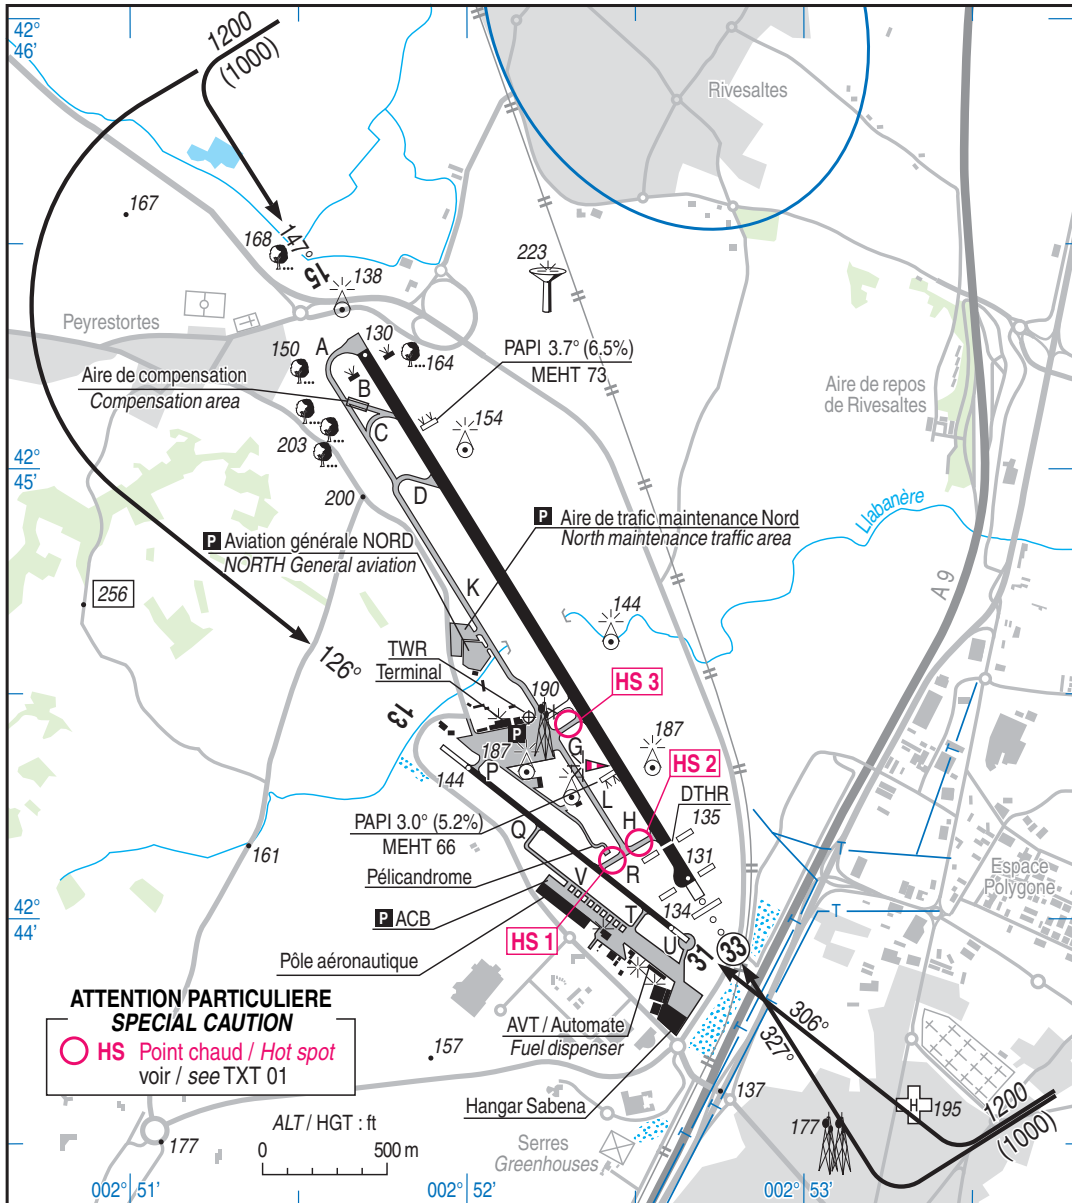 42°
46'
1200
(1000)
Rivesaltes
167
168
147°
15
138
223
Peyrestortes
130
A
150
164
PAPI 3.7° (6.5%)
MEHT 73
Aire de compensation
Compensation area
B
C
154
203
Aire de repos
de Rivesaltes
42°
45'
D
200
Llabanère
P Aire de trafic maintenance Nord
North maintenance traffic area
P Aviation générale NORD
NORTH General aviation
A 9
K
256
144
126°
TWR
Terminal
190
HS 3
13
P
G
187
187
I
HS 2
144
P
L
DTHR
135
H
Q
PAPI 3.0° (5.2%)
MEHT 66
161
131
Espace
Polygone
T
Pélicandrome
V
R
42°
44'
P ACB
T
134
T
T
HS 1
U
31
33
Pôle aéronautique
ATTENTION PARTICULIERE
SPECIAL CAUTION
HS Point chaud / Hot spot
voir / see TXT 01
306°
327°
AVT / Automate
Fuel dispenser
157
T
137
Hangar Sabena
H
195
1200
(1000)
T
177
ALT / HGT : ft
0 500 m
177
Serres
Greenhouses
002° 51'
002° 52'
002° 53'